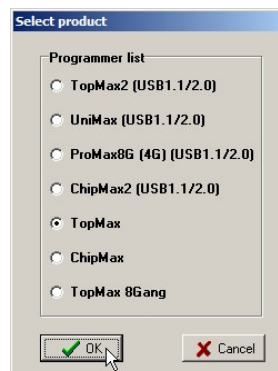 Select product
Programmer list
TopMax2 (USB1.1/2.0)
UniMax (USB1.1/2.0)
ProMax8G (4G) (USB1.1/2.0)
ChipMax2 (USB1.1/2.0)
TopMax
ChipMax
TopMax 8Gang
OK
Cancel